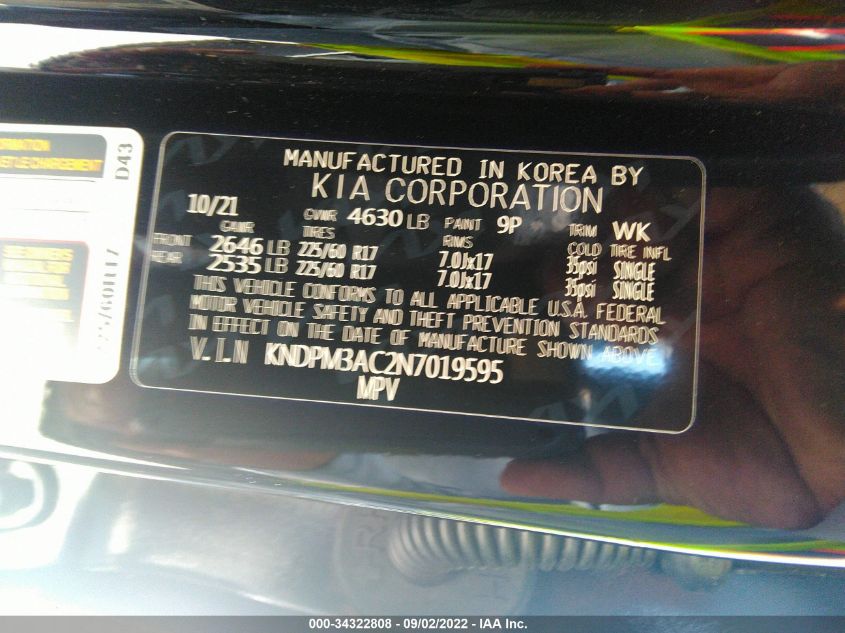 MANUFACTURED IN KOREA BY
KIA CORPORATION
10/21 GVWR 4630 LB PAINT 9P TRIM WK
GAWR TIRES RIMS COLD TIRE INFL
FRONT 2646 LB 225/60 R17 7.0Jx17 35psi SINGLE
REAR 2535 LB 225/60 R17 7.0Jx17 35psi SINGLE
THIS VEHICLE CONFORMS TO ALL APPLICABLE U.S.A. FEDERAL
MOTOR VEHICLE SAFETY AND THEFT PREVENTION STANDARDS
IN EFFECT ON THE DATE OF MANUFACTURE SHOWN ABOVE.
V.I.N KNDPM3AC2N7019595
MPV
D43
LE CHARGEMENT
000-34322808 - 09/02/2022 - IAA Inc.